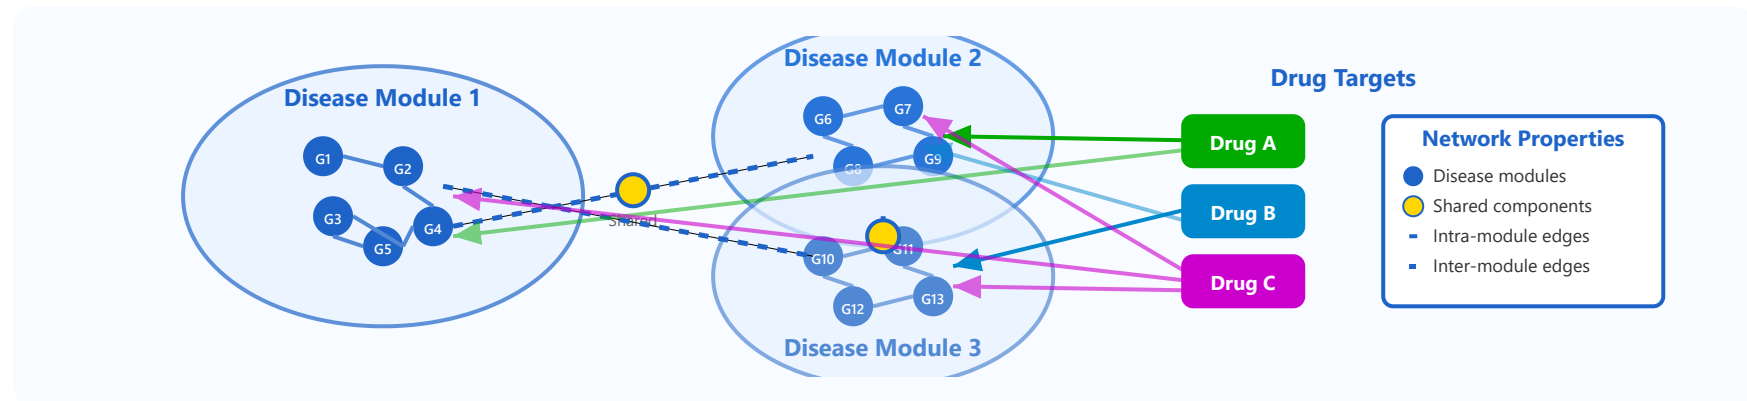 Disease Module 1
G1
G2
G3
G4
G5
Shared
Disease Module 2
G6
G7
G8
G9
G10
G11
G12
G13
Disease Module 3
Drug Targets
Drug A
Drug B
Drug C
Network Properties
Disease modules
Shared components
Intra-module edges
Inter-module edges